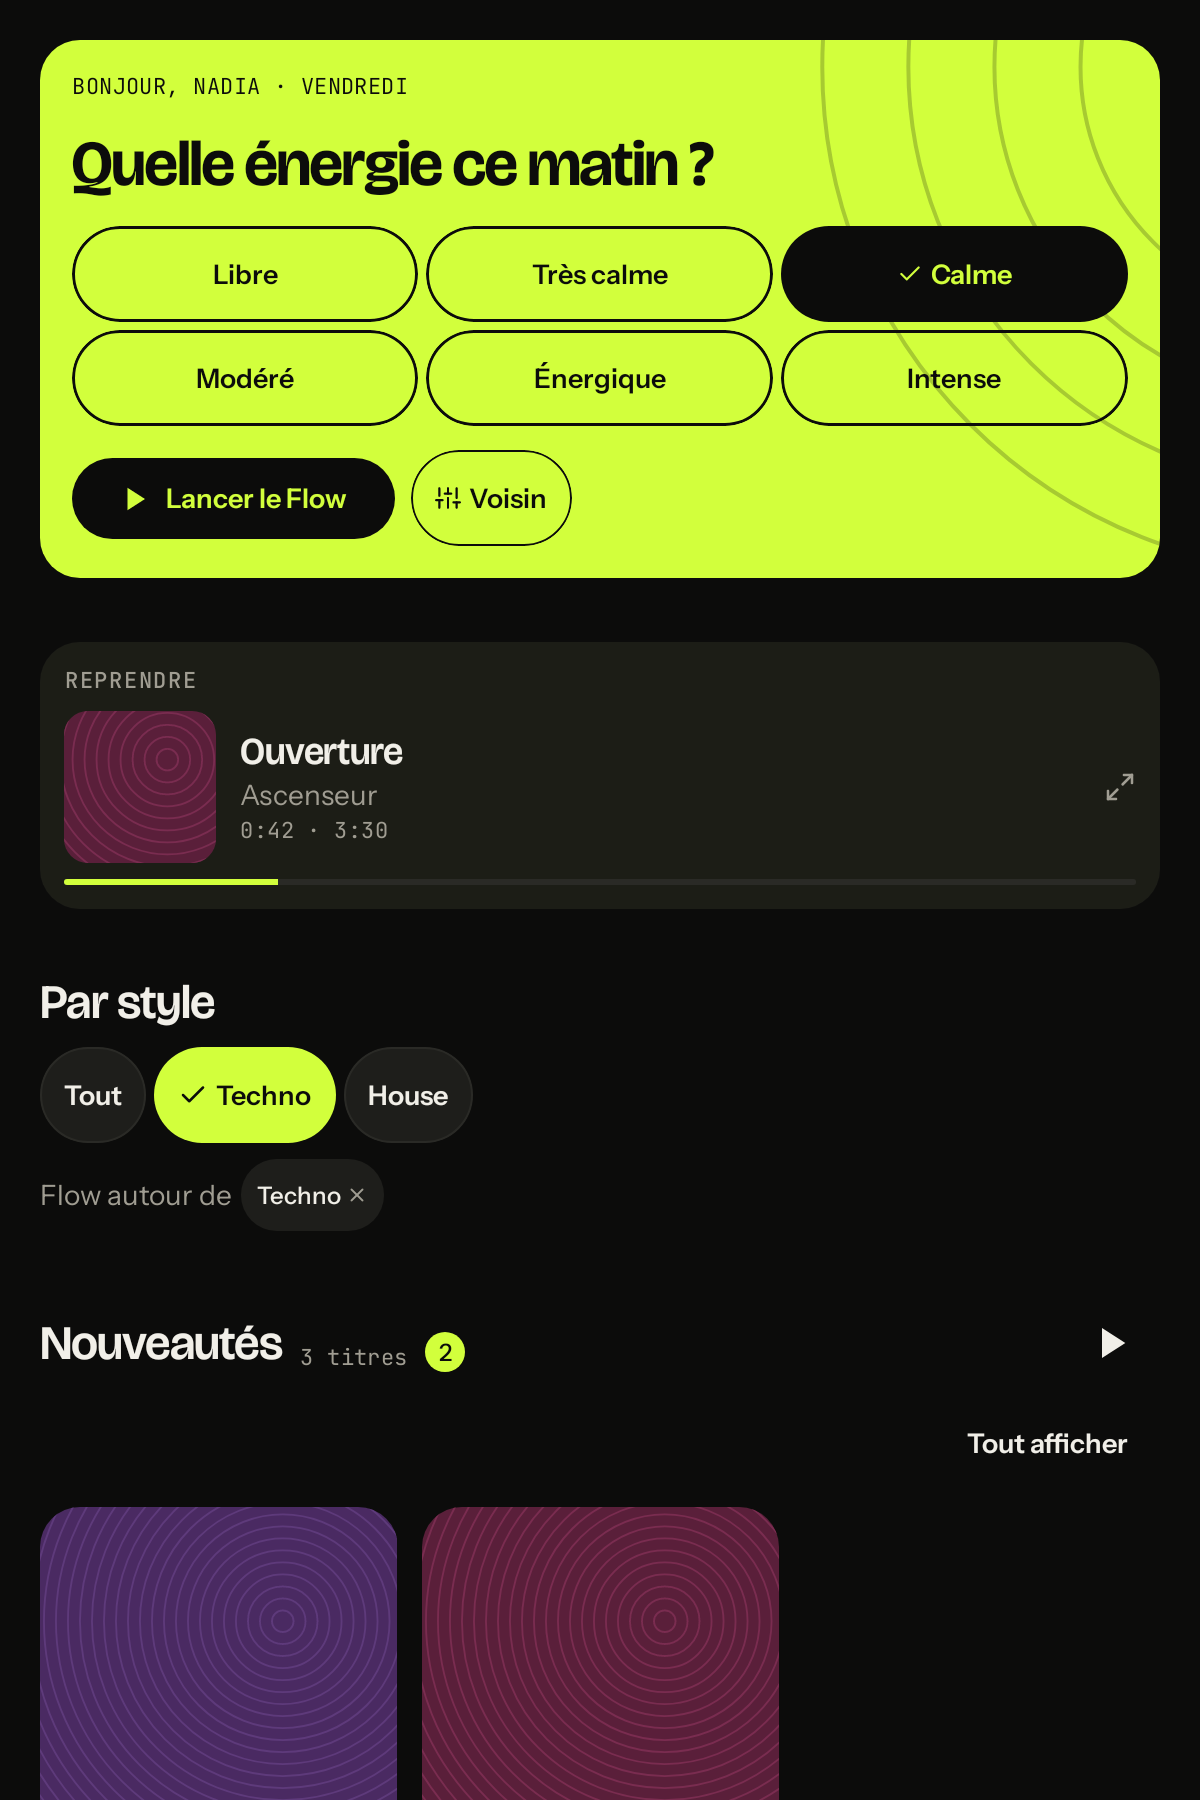 BONJOUR, NADIA · VENDREDI
Quelle énergie ce matin ?
Libre
Très calme
Calme
Modéré
Énergique
Intense
Lancer le Flow
Voisin
REPRENDRE
Ouverture
Ascenseur
0:42 · 3:30
Par style
Tout
Techno
House
Flow autour de Techno
Nouveautés 3 titres 2
Tout afficher